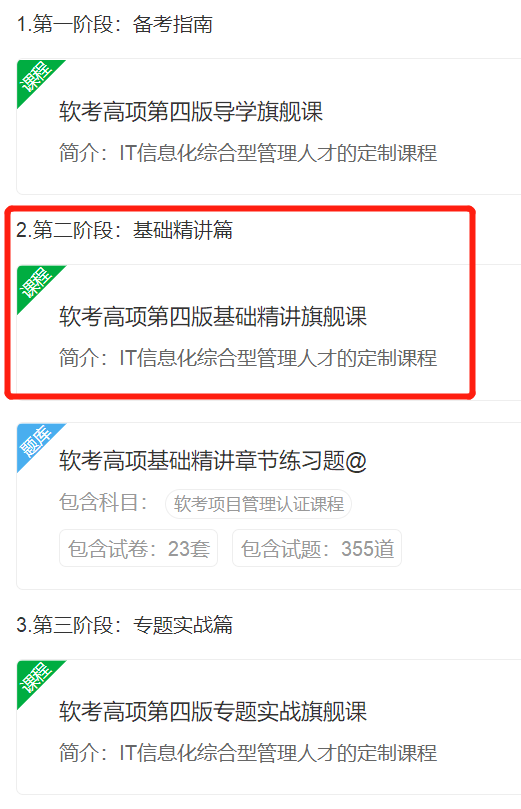 1.第一阶段：备考指南
课程
软考高项第四版导学旗舰课
简介：IT信息化综合型管理人才的定制课程
2.第二阶段：基础精讲篇
课程
软考高项第四版基础精讲旗舰课
简介：IT信息化综合型管理人才的定制课程
题库
软考高项基础精讲章节练习题@
包含科目： 软考项目管理认证课程
包含试卷：23套 包含试题：355道
3.第三阶段：专题实战篇
课程
软考高项第四版专题实战旗舰课
简介：IT信息化综合型管理人才的定制课程